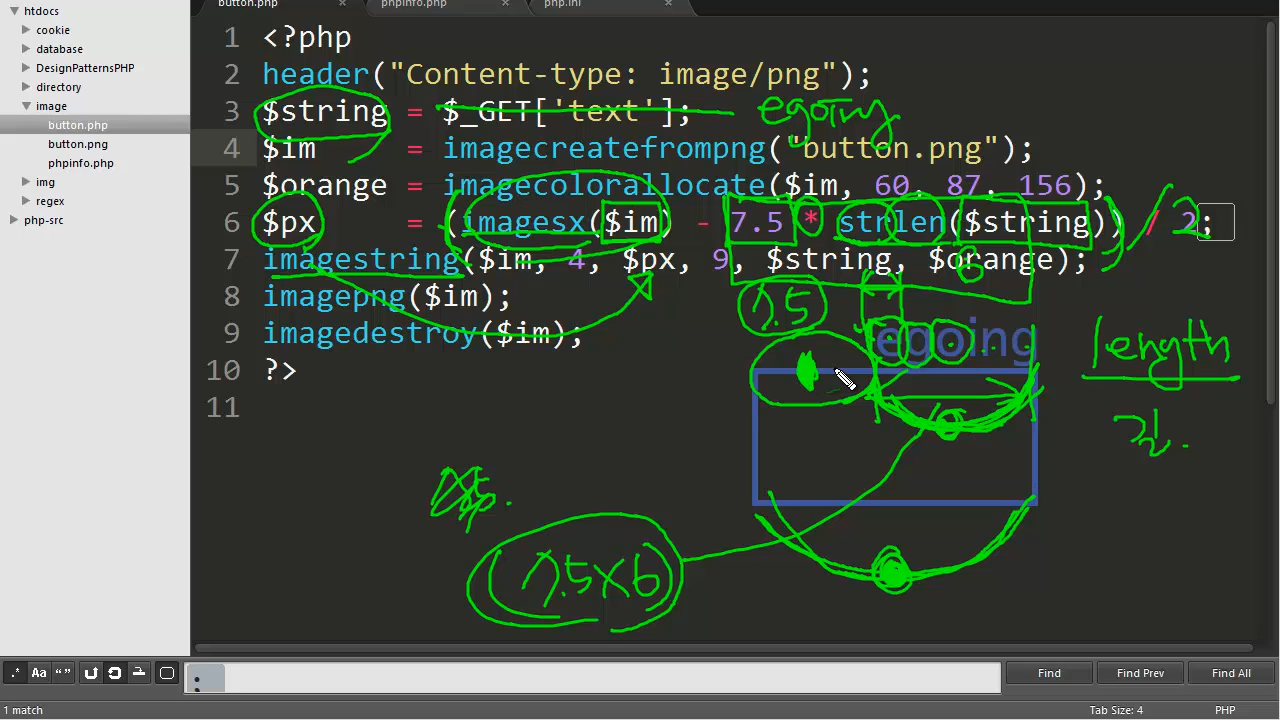 button.php
phpinfo.php
php.ini
htdocs
cookie
database
DesignPatternsPHP
directory
image
button.php
button.png
phpinfo.php
img
regex
php-src
1 <?php
2 header("Content-type: image/png");
3 $string = $_GET['text'];
egoing
4 $im = imagecreatefrompng("button.png");
5 $orange = imagecolorallocate($im, 60, 87, 156);
6 $px = (imagesx($im) - 7.5 * strlen($string)) / 2;
7 imagestring($im, 4, $px, 9, $string, $orange);
6
8 imagepng($im);
7.5
9 imagedestroy($im);
egoing
length
10 ?>
11
7.5×6
.* Aa “”
;
Find
Find Prev
Find All
1 match
Tab Size: 4
PHP